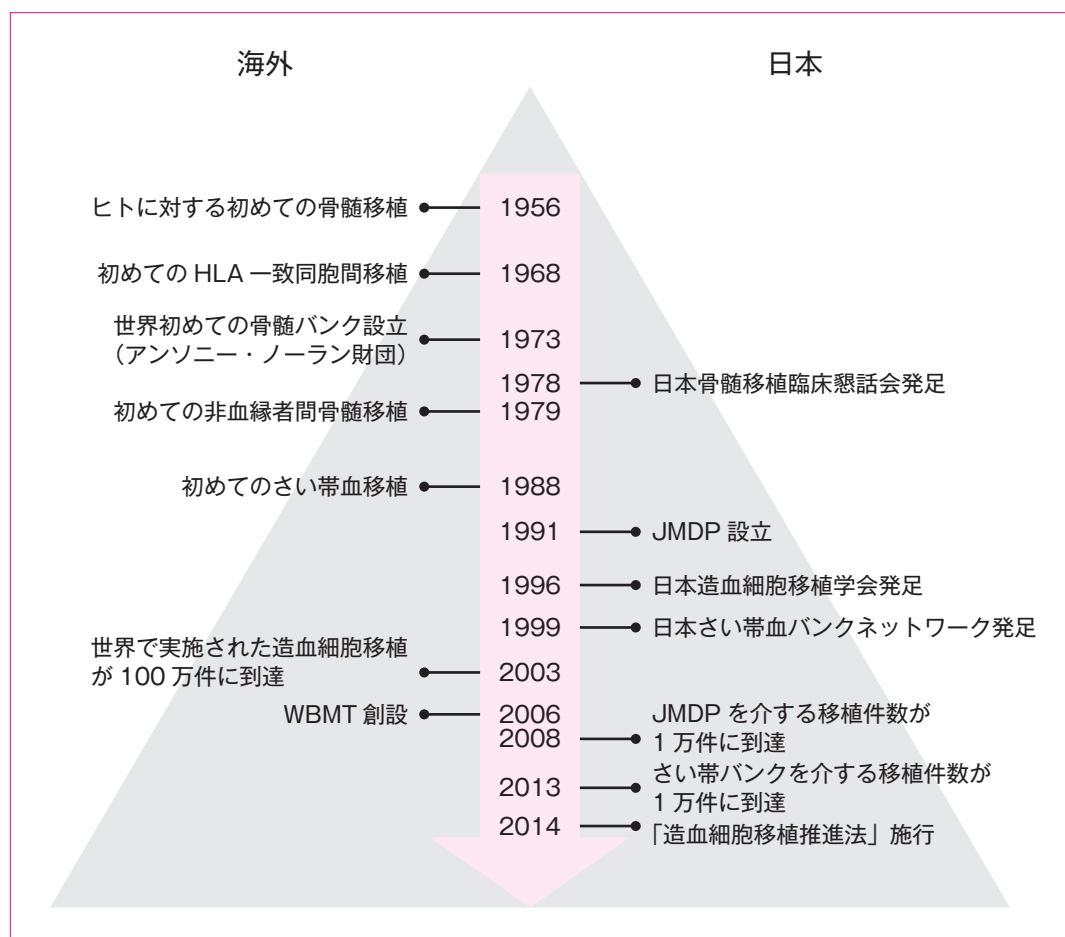 海外
日本
ヒトに対する初めての骨髄移植
1956
初めての HLA 一致同胞間移植
1968
世界初めての骨髄バンク設立
（アンソニー・ノーラン財団）
1973
1978
日本骨髄移植臨床懇話会発足
初めての非血縁者間骨髄移植
1979
初めてのさい帯血移植
1988
1991
JMDP 設立
1996
日本造血細胞移植学会発足
1999
日本さい帯血バンクネットワーク発足
世界で実施された造血細胞移植
が 100 万件に到達
2003
WBMT 創設
2006
2008
JMDP を介する移植件数が
1 万件に到達
2013
さい帯バンクを介する移植件数が
1 万件に到達
2014
「造血細胞移植推進法」施行